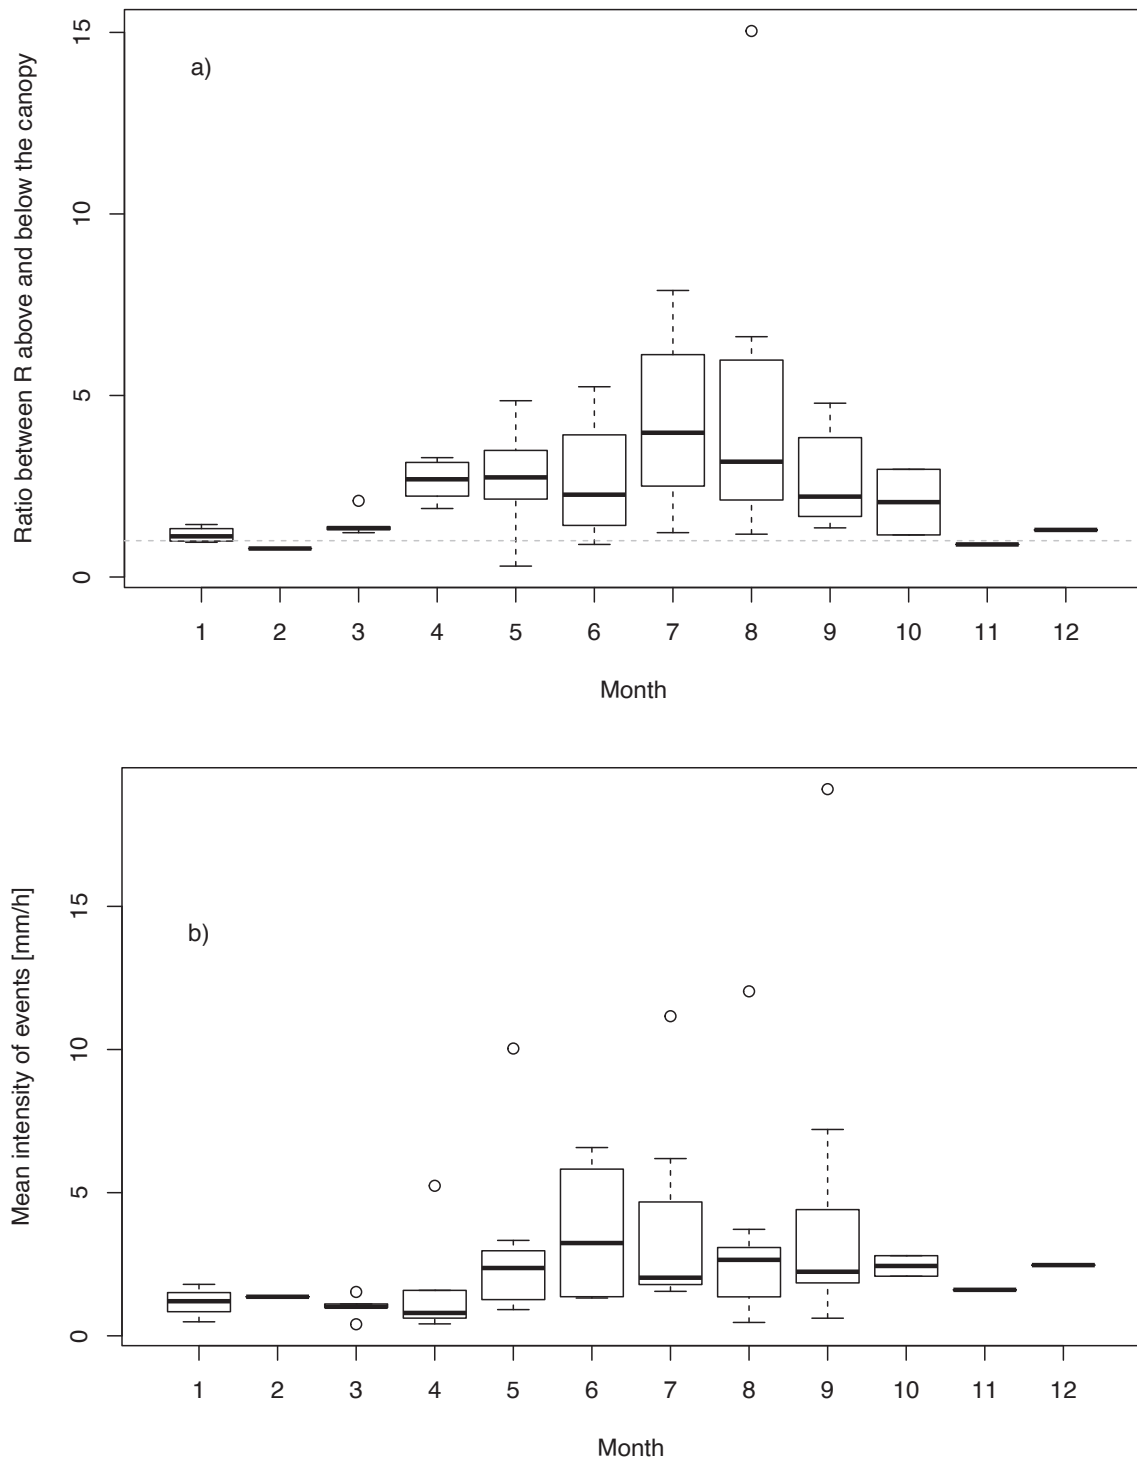 Ratio between R above and below the canopy
15
10
5
0
a)
1 2 3 4 5 6 7 8 9 10 11 12
Month
Mean intensity of events [mm/h]
15
10
5
0
b)
1 2 3 4 5 6 7 8 9 10 11 12
Month